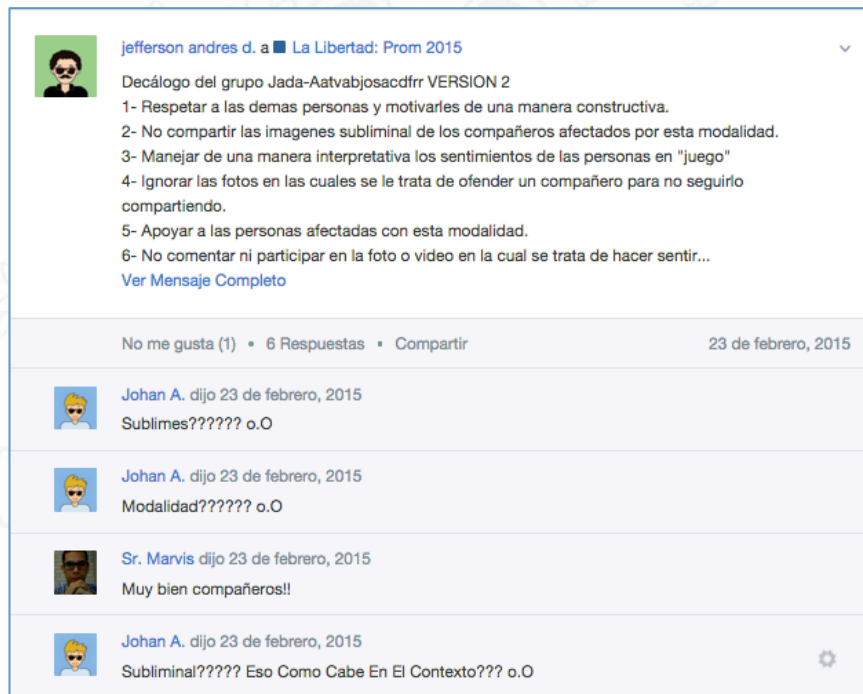 jefferson andres d. a La Libertad: Prom 2015
Decálogo del grupo Jada-Aatvabjosacdfrr VERSION 2
1- Respetar a las demas personas y motivarles de una manera constructiva.
2- No compartir las imagenes subliminal de los compañeros afectados por esta modalidad.
3- Manejar de una manera interpretativa los sentimientos de las personas en "juego"
4- Ignorar las fotos en las cuales se le trata de ofender un compañero para no seguirlo
compartiendo.
5- Apoyar a las personas afectadas con esta modalidad.
6- No comentar ni participar en la foto o video en la cual se trata de hacer sentir...
Ver Mensaje Completo
No me gusta (1) • 6 Respuestas • Compartir 23 de febrero, 2015
Johan A. dijo 23 de febrero, 2015
Sublimes?????? o.O
Johan A. dijo 23 de febrero, 2015
Modalidad?????? o.O
Sr. Marvis dijo 23 de febrero, 2015
Muy bien compañeros!!
Johan A. dijo 23 de febrero, 2015
Subliminal????? Eso Como Cabe En El Contexto??? o.O